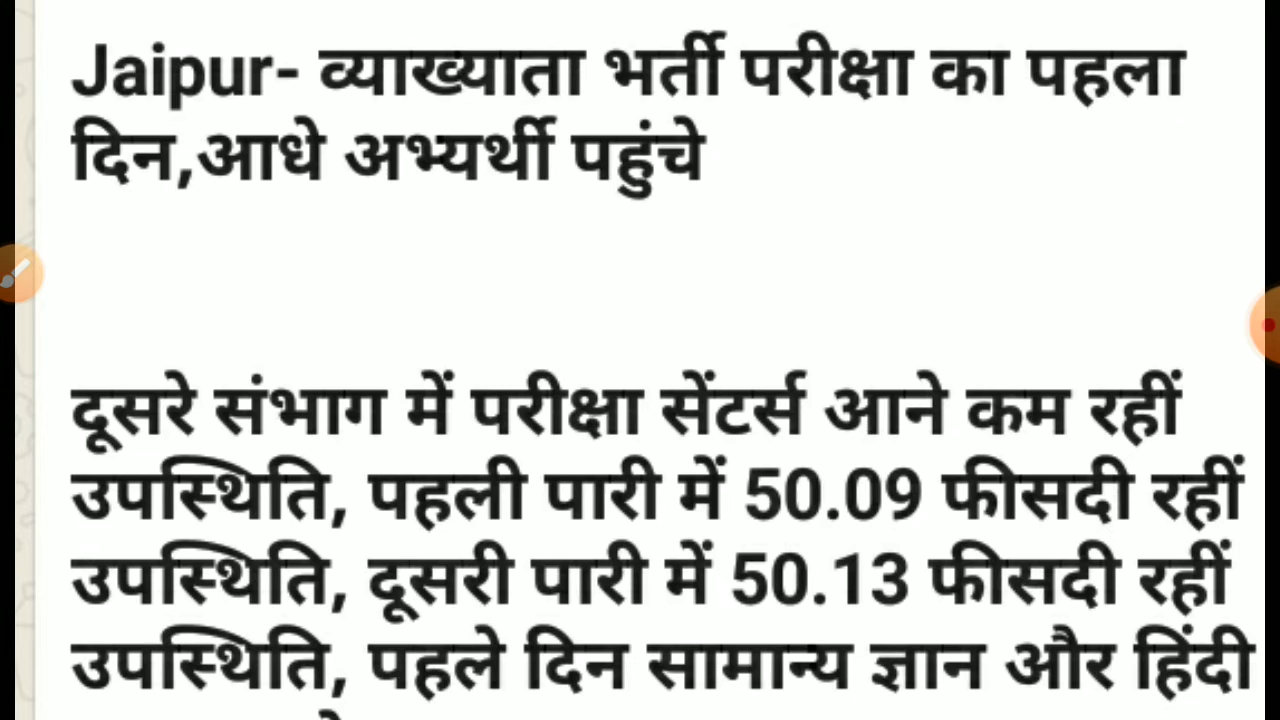 Jaipur- व्याख्याता भर्ती परीक्षा का पहला
दिन,आधे अभ्यर्थी पहुंचे
दूसरे संभाग में परीक्षा सेंटर्स आने कम रहीं
उपस्थिति, पहली पारी में 50.09 फीसदी रहीं
उपस्थिति, दूसरी पारी में 50.13 फीसदी रहीं
उपस्थिति, पहले दिन सामान्य ज्ञान और हिंदी